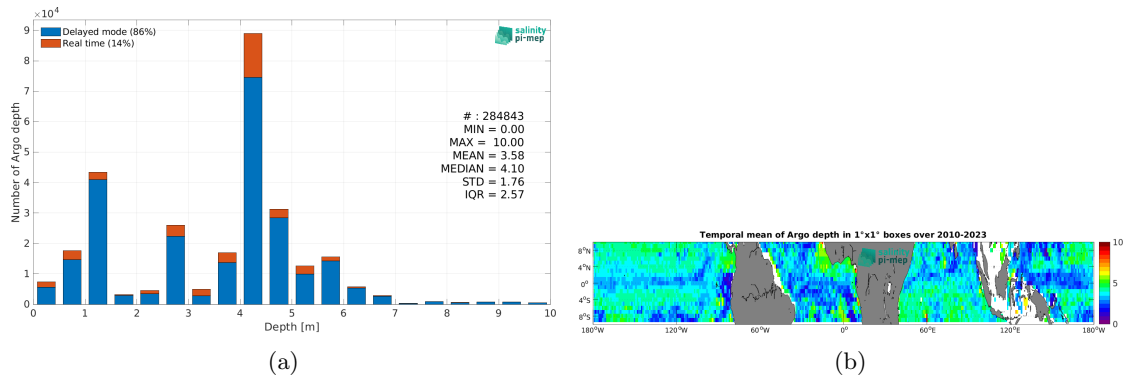 ×10⁴
Delayed mode (86%)
Real time (14%)
salinity
pi-mep
9
8
7
6
5
4
3
2
1
0
Number of Argo depth
# : 284843
MIN = 0.00
MAX = 10.00
MEAN = 3.58
MEDIAN = 4.10
STD = 1.76
IQR = 2.57
0 1 2 3 4 5 6 7 8 9 10
Depth [m]
(a)
Temporal mean of Argo depth in 1°x1° boxes over 2010-2023
salinity
pi-mep
8°N
4°N
0°
4°S
8°S
180°W 120°W 60°W 0° 60°E 120°E 180°W
10
5
0
(b)